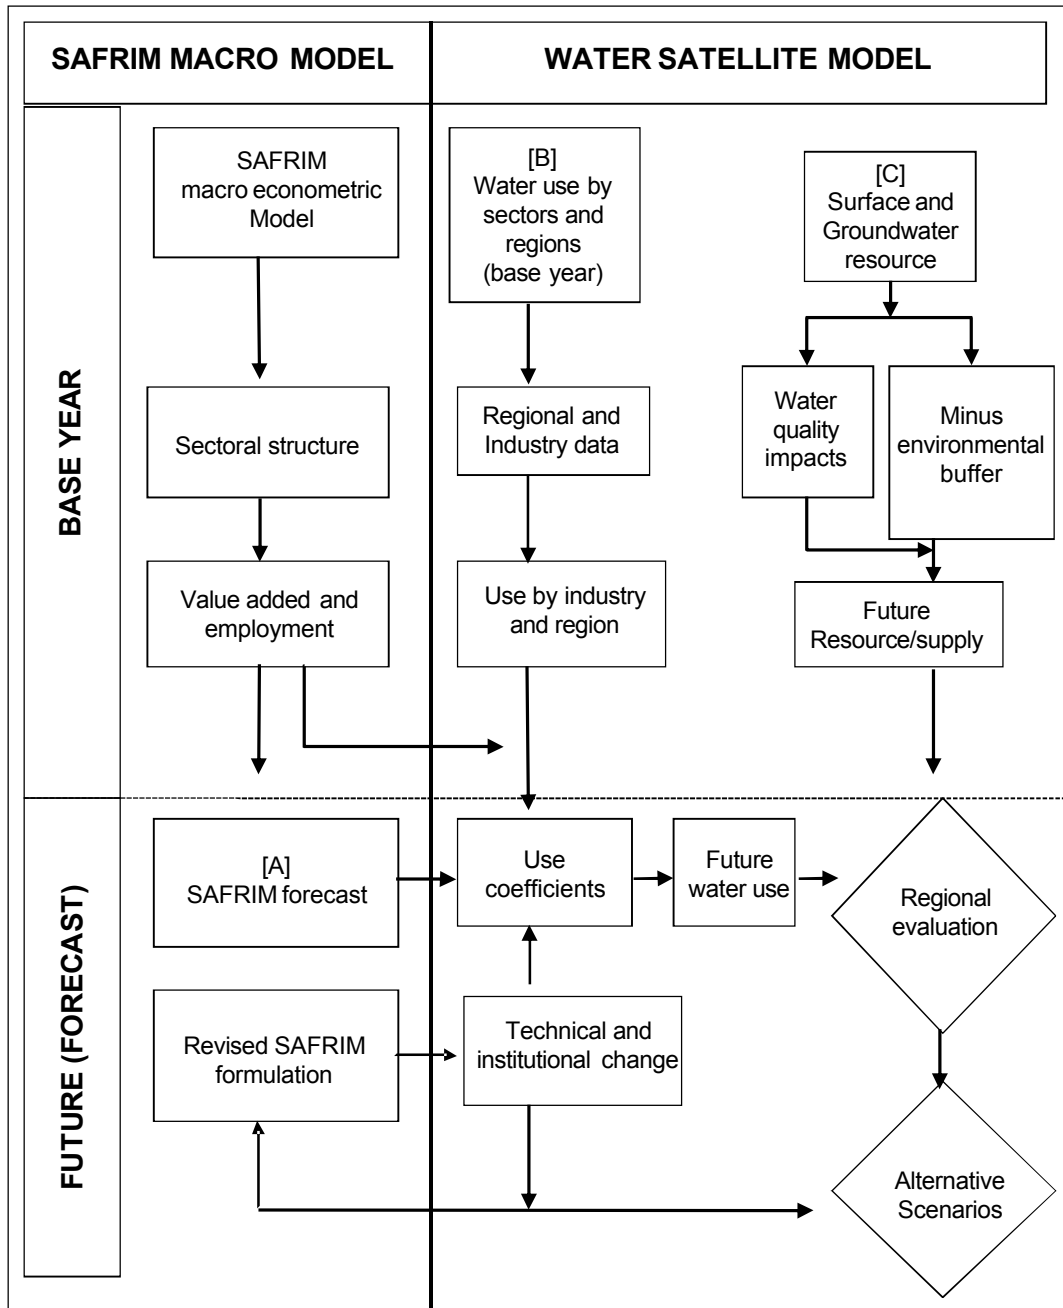 SAFRIM MACRO MODEL
WATER SATELLITE MODEL
BASE YEAR
SAFRIM
macro econometric
Model
[B]
Water use by
sectors and
regions
(base year)
[C]
Surface and
Groundwater
resource
Sectoral structure
Regional and
Industry data
Water
quality
impacts
Minus
environmental
buffer
Value added and
employment
Use by industry
and region
Future
Resource/supply
FUTURE (FORECAST)
[A]
SAFRIM forecast
Use
coefficients
Future
water use
Regional
evaluation
Revised SAFRIM
formulation
Technical and
institutional change
Alternative
Scenarios